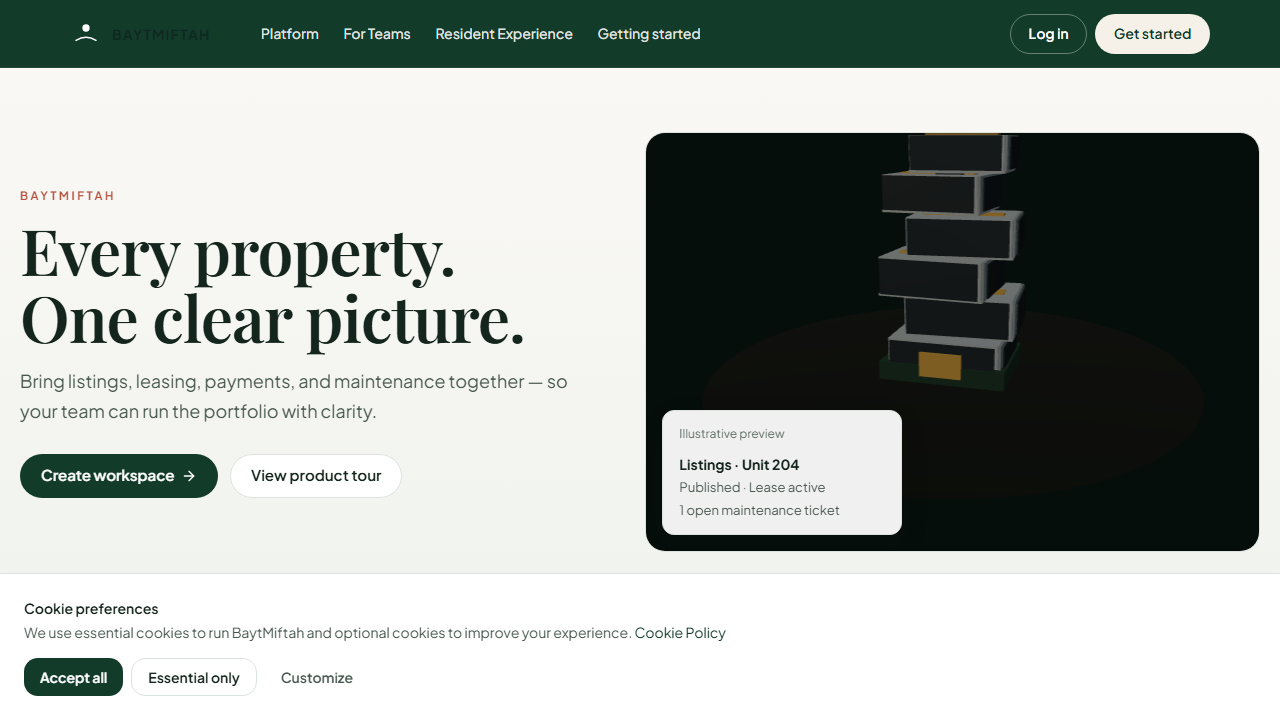 BAYTMIFTAH
Platform
For Teams
Resident Experience
Getting started
Log in
Get started
BAYTMIFTAH
Every property.
One clear picture.
Bring listings, leasing, payments, and maintenance together — so
your team can run the portfolio with clarity.
Create workspace →
View product tour
Illustrative preview
Listings · Unit 204
Published · Lease active
1 open maintenance ticket
Cookie preferences
We use essential cookies to run BaytMiftah and optional cookies to improve your experience. Cookie Policy
Accept all
Essential only
Customize